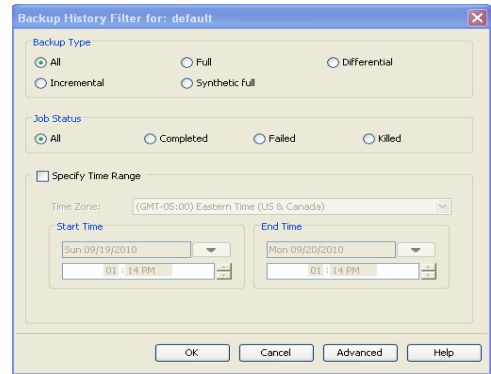 Backup History Filter for: default
Backup Type
All Full Differential
Incremental Synthetic full
Job Status
All Completed Failed Killed
Specify Time Range
Time Zone: (GMT-05:00) Eastern Time (US & Canada)
Start Time End Time
Sun 09/19/2010 Mon 09/20/2010
01 : 14 PM 01 : 14 PM
OK Cancel Advanced Help